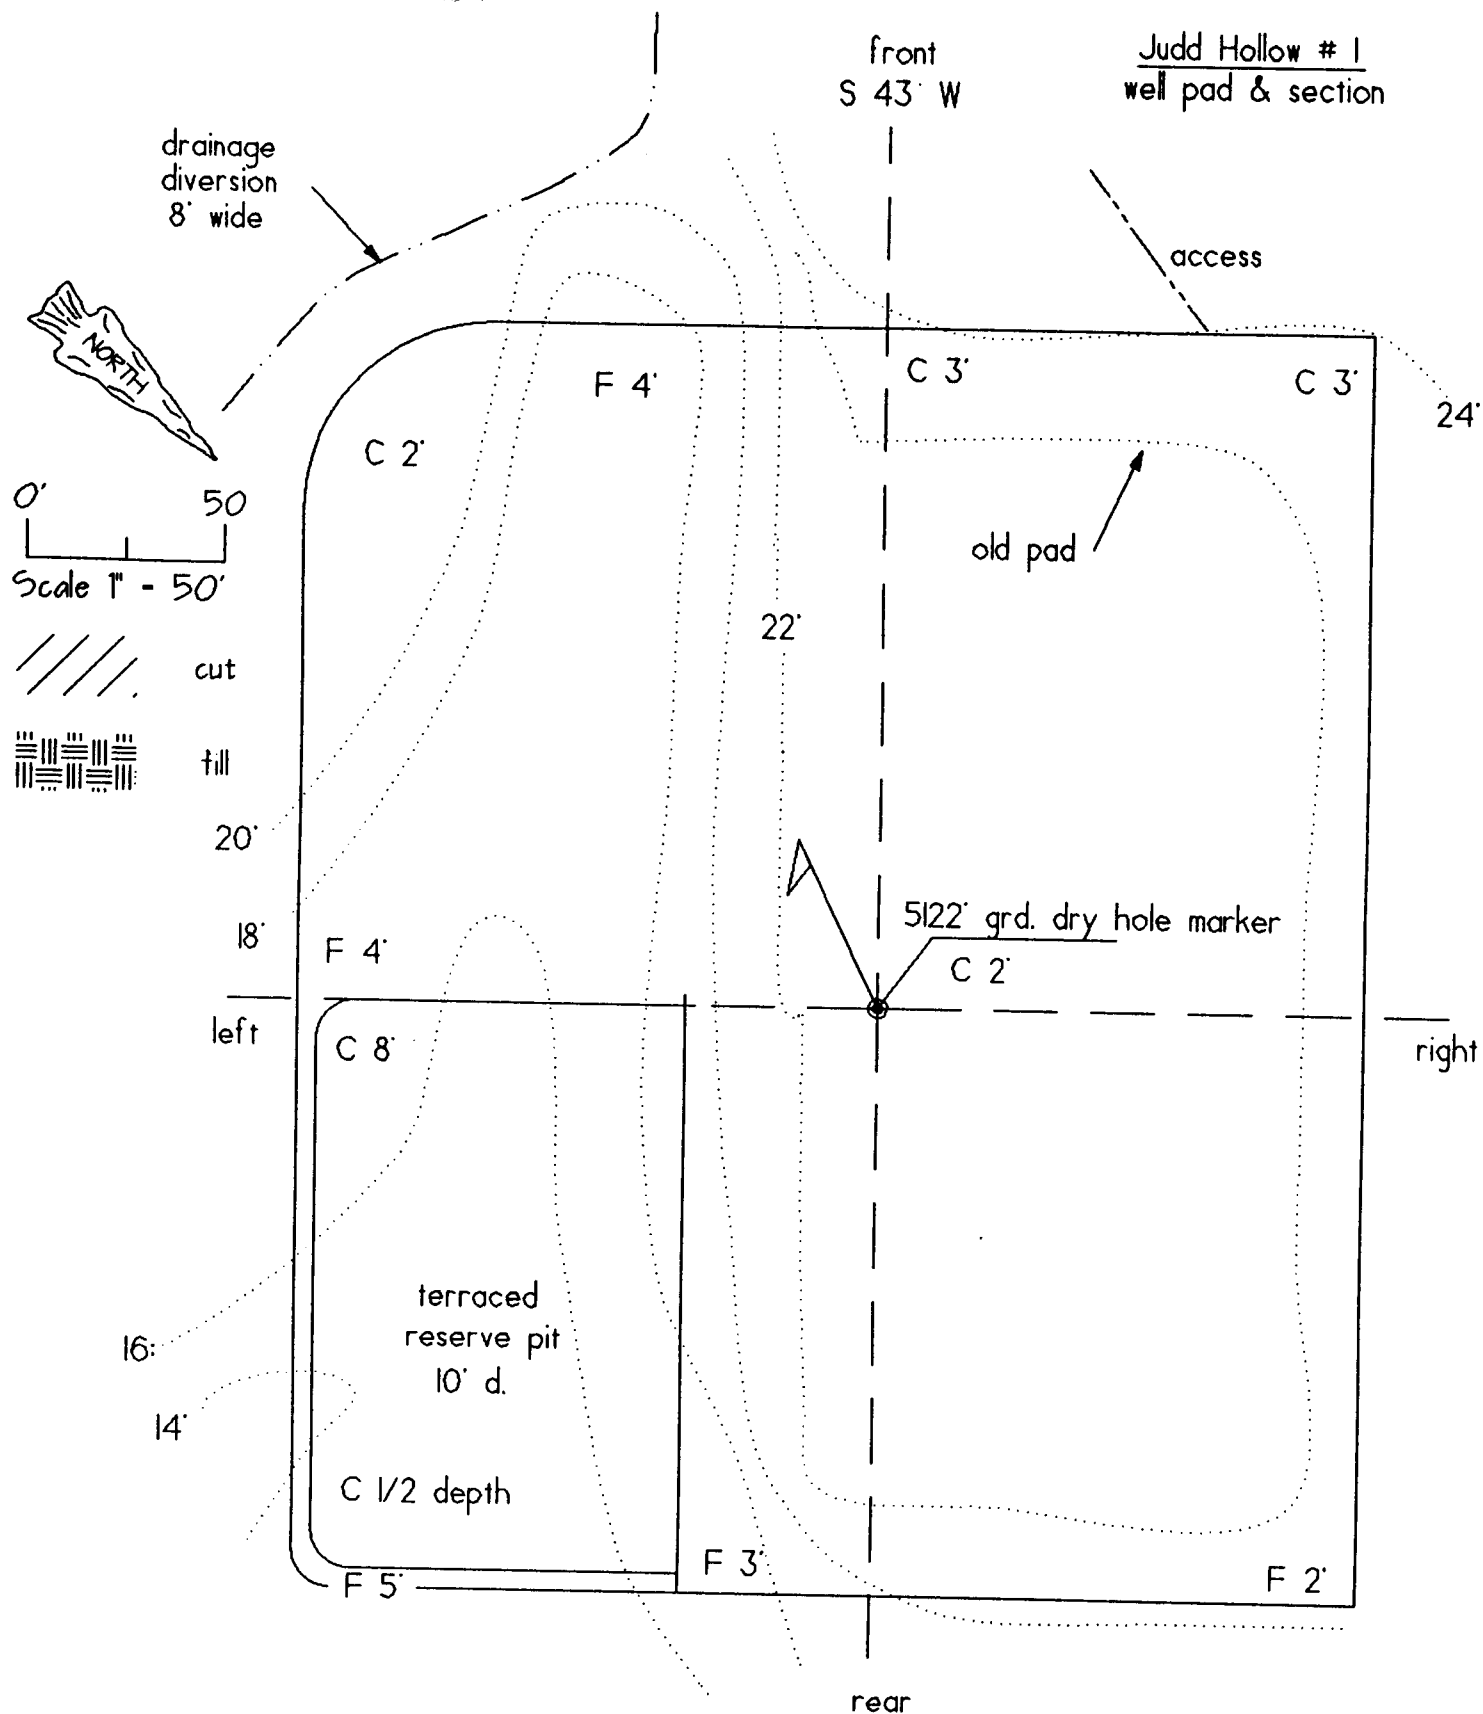 Judd Hollow # 1
well pad & section
front
S 43° W
drainage
diversion
8' wide
access
NORTH
C 3'
C 3'
F 4'
24'
C 2'
0' 50
Scale 1" - 50'
old pad
22'
cut
fill
20'
5122' grd. dry hole marker
18'
F 4'
C 2'
left
C 8'
right
terraced
reserve pit
10' d.
16'
14'
C 1/2 depth
F 3'
F 5'
F 2'
rear